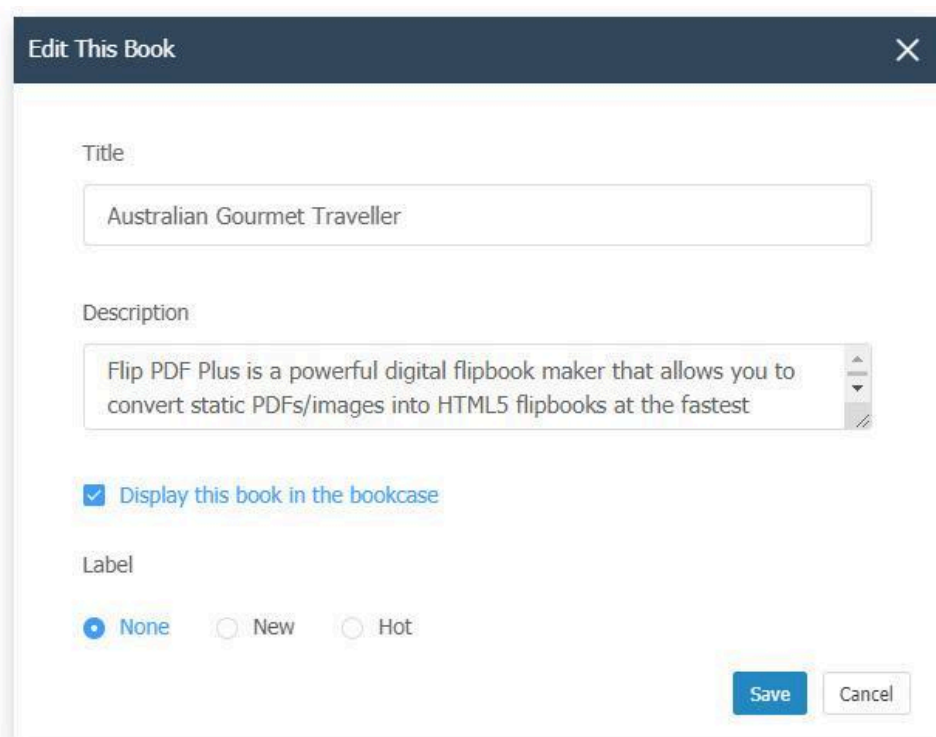 Edit This Book
Title
Australian Gourmet Traveller
Description
Flip PDF Plus is a powerful digital flipbook maker that allows you to
convert static PDFs/images into HTML5 flipbooks at the fastest
Display this book in the bookcase
Label
None New Hot
Save Cancel